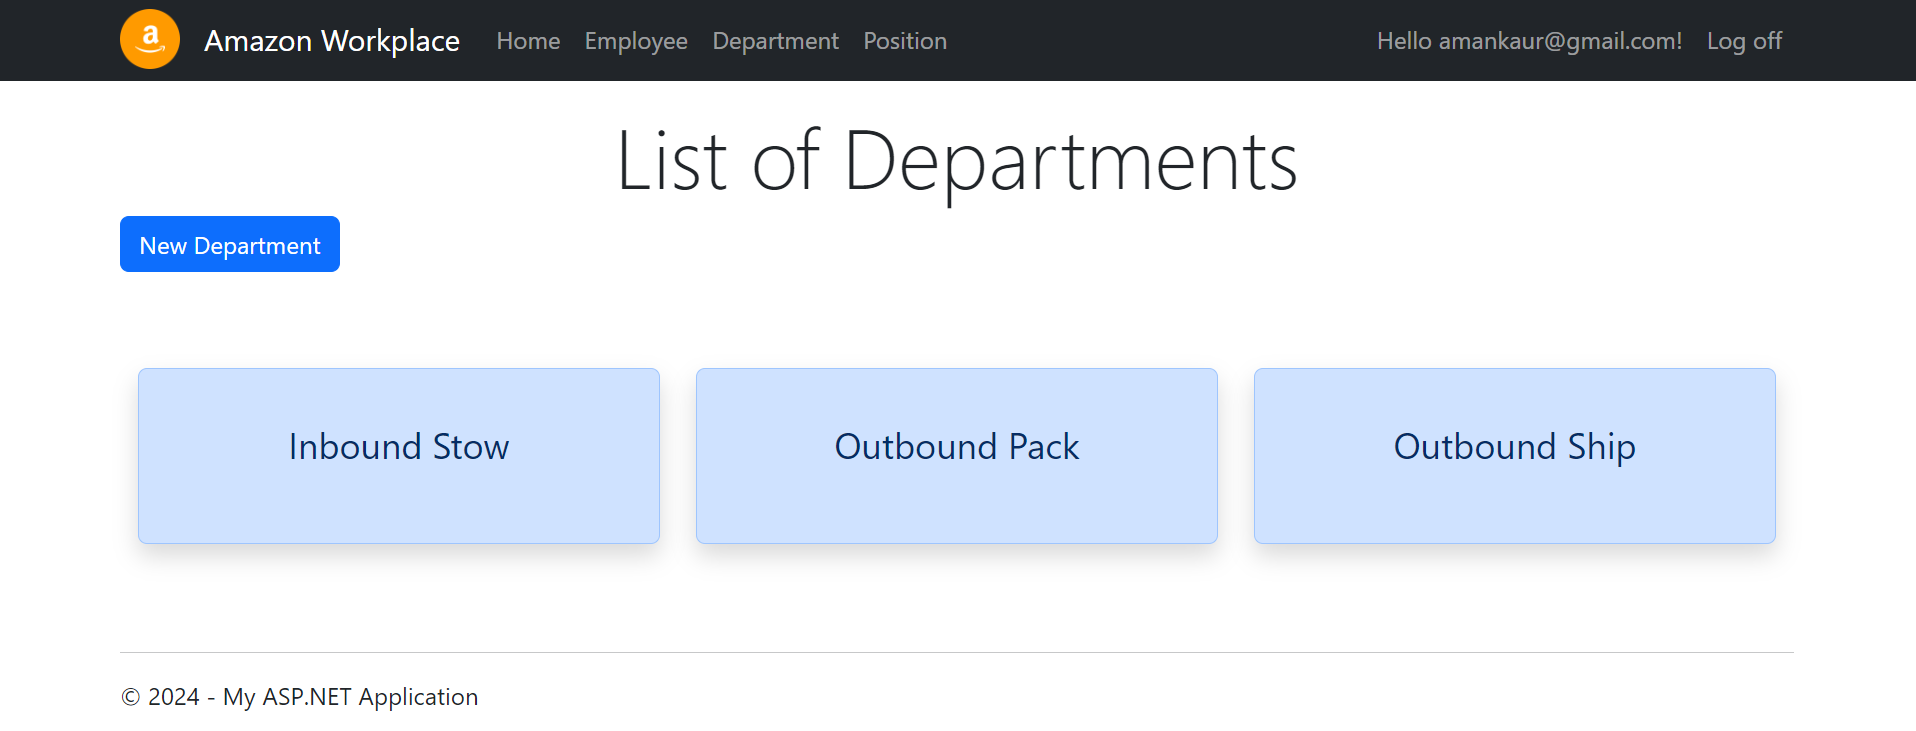 a Amazon Workplace Home Employee Department Position Hello amankaur@gmail.com! Log off
List of Departments
New Department
Inbound Stow Outbound Pack Outbound Ship
© 2024 - My ASP.NET Application